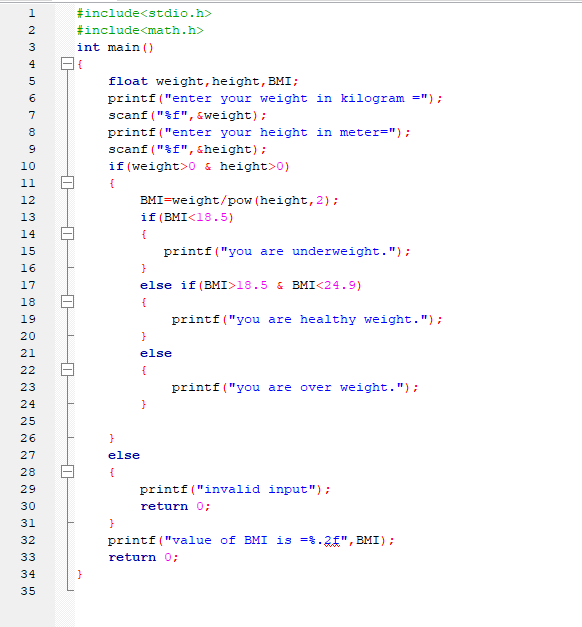 1 #include<stdio.h>
2 #include<math.h>
3 int main()
4 {
5 float weight,height,BMI;
6 printf("enter your weight in kilogram =");
7 scanf("%f",&weight);
8 printf("enter your height in meter=");
9 scanf("%f",&height);
10 if(weight>0 & height>0)
11 {
12 BMI=weight/pow(height,2);
13 if(BMI<18.5)
14 {
15 printf("you are underweight.");
16 }
17 else if(BMI>18.5 & BMI<24.9)
18 {
19 printf("you are healthy weight.");
20 }
21 else
22 {
23 printf("you are over weight.");
24 }
25
26 }
27 else
28 {
29 printf("invalid input");
30 return 0;
31 }
32 printf("value of BMI is =%.2f",BMI);
33 return 0;
34 }
35